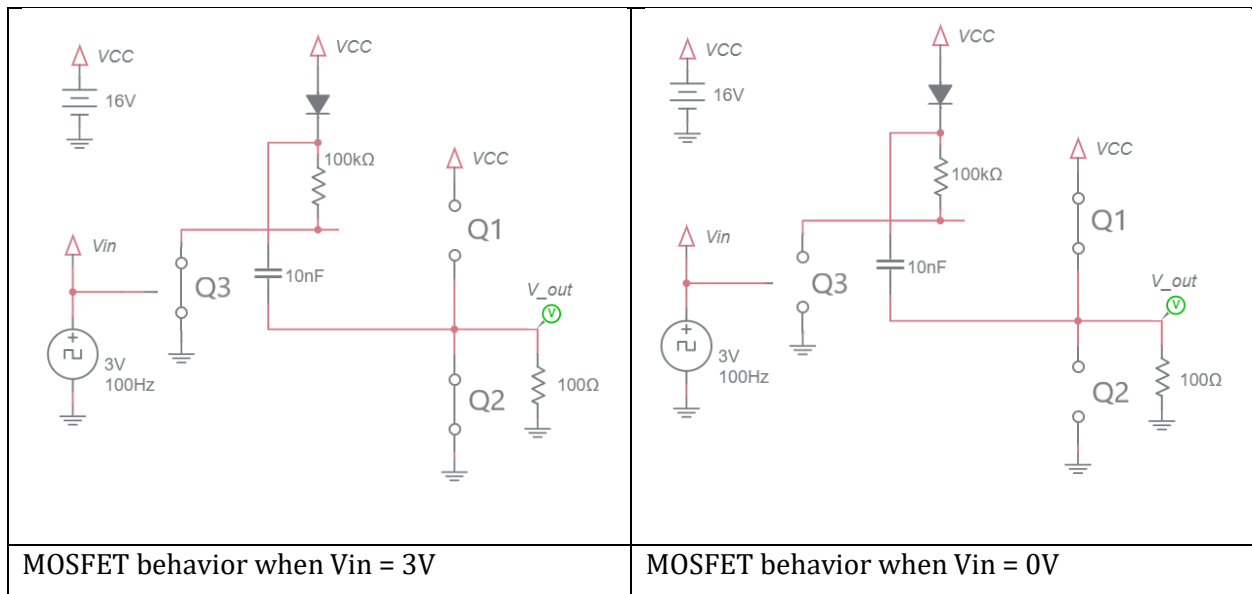 VCC
16V
VCC
100kΩ
VCC
Q1
Vin
Q3
10nF
V_out
V
3V
100Hz
Q2
100Ω
VCC
16V
VCC
100kΩ
VCC
Q1
Vin
Q3
10nF
V_out
V
3V
100Hz
Q2
100Ω
MOSFET behavior when Vin = 3V
MOSFET behavior when Vin = 0V